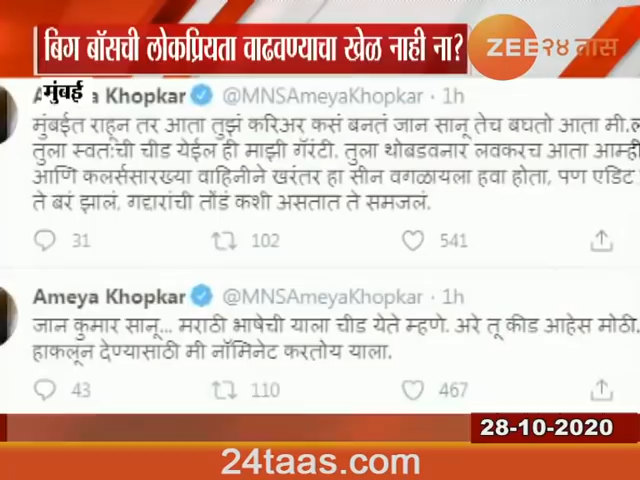 बिग बॉसची लोकप्रियता वाढवण्याचा खेळ नाही ना?
ZEE २४ तास
मुंबई
Khopkar @MNSAmeyaKhopkar · 1h
मुंबईत राहून तर आता तुझं करिअर कसं बनतं जान सानू तेच बघतो आता मी.
तुला स्वतःची चीड येईल ही माझी गॅरंटी. तुला थोबडवनार लवकरच आता आम्ही
आणि कलर्ससारख्या वाहिनीने खरंतर हा सीन वगळायला हवा होता, पण एडिट
ते बरं झालं. गद्दारांची तोंडं कशी असतात ते समजलं.
31 102 541
Ameya Khopkar @MNSAmeyaKhopkar · 1h
जान कुमार सानू... मराठी भाषेची याला चीड येते म्हणे. अरे तू कीड आहेस मोठी.
हाकलून देण्यासाठी मी नॉमिनेट करतोय याला.
43 110 467
28-10-2020
24taas.com